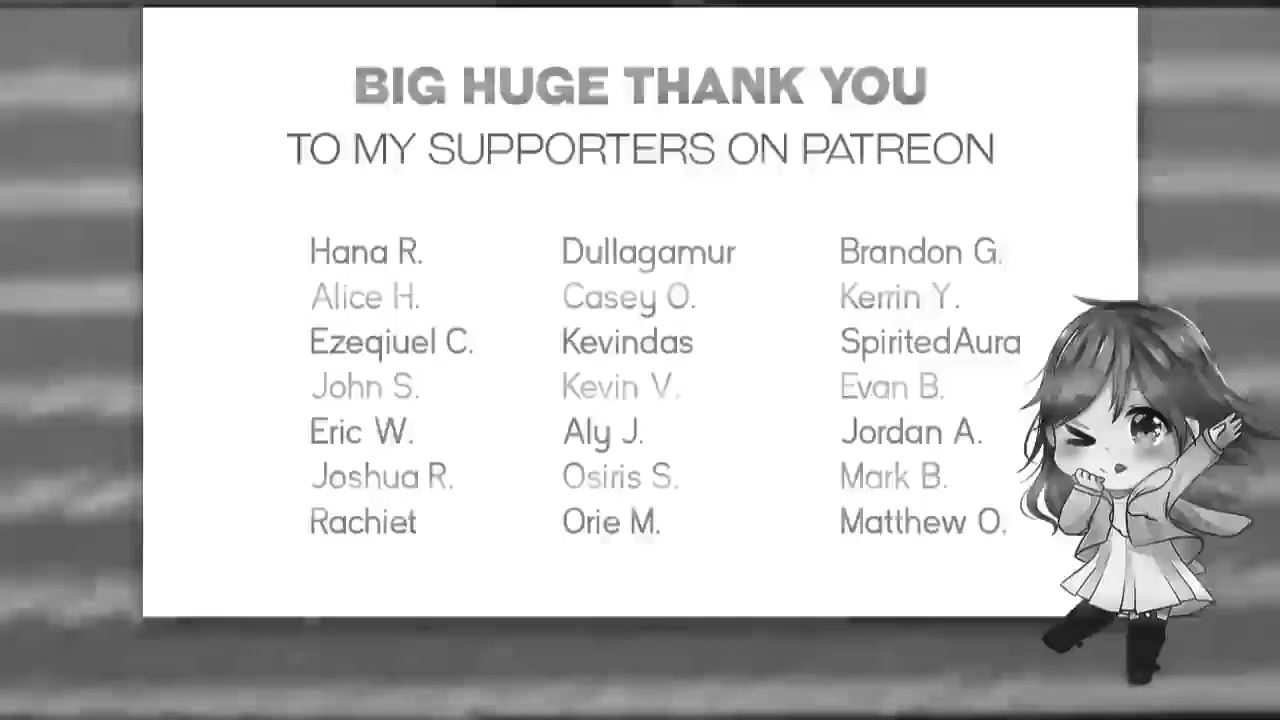 BIG HUGE THANK YOU
TO MY SUPPORTERS ON PATREON
Hana R.
Alice H.
Ezeqiuel C.
John S.
Eric W.
Joshua R.
Rachiet
Dullagamur
Casey O.
Kevindas
Kevin V.
Aly J.
Osiris S.
Orie M.
Brandon G.
Kerrin Y.
SpiritedAura
Evan B.
Jordan A.
Mark B.
Matthew O.